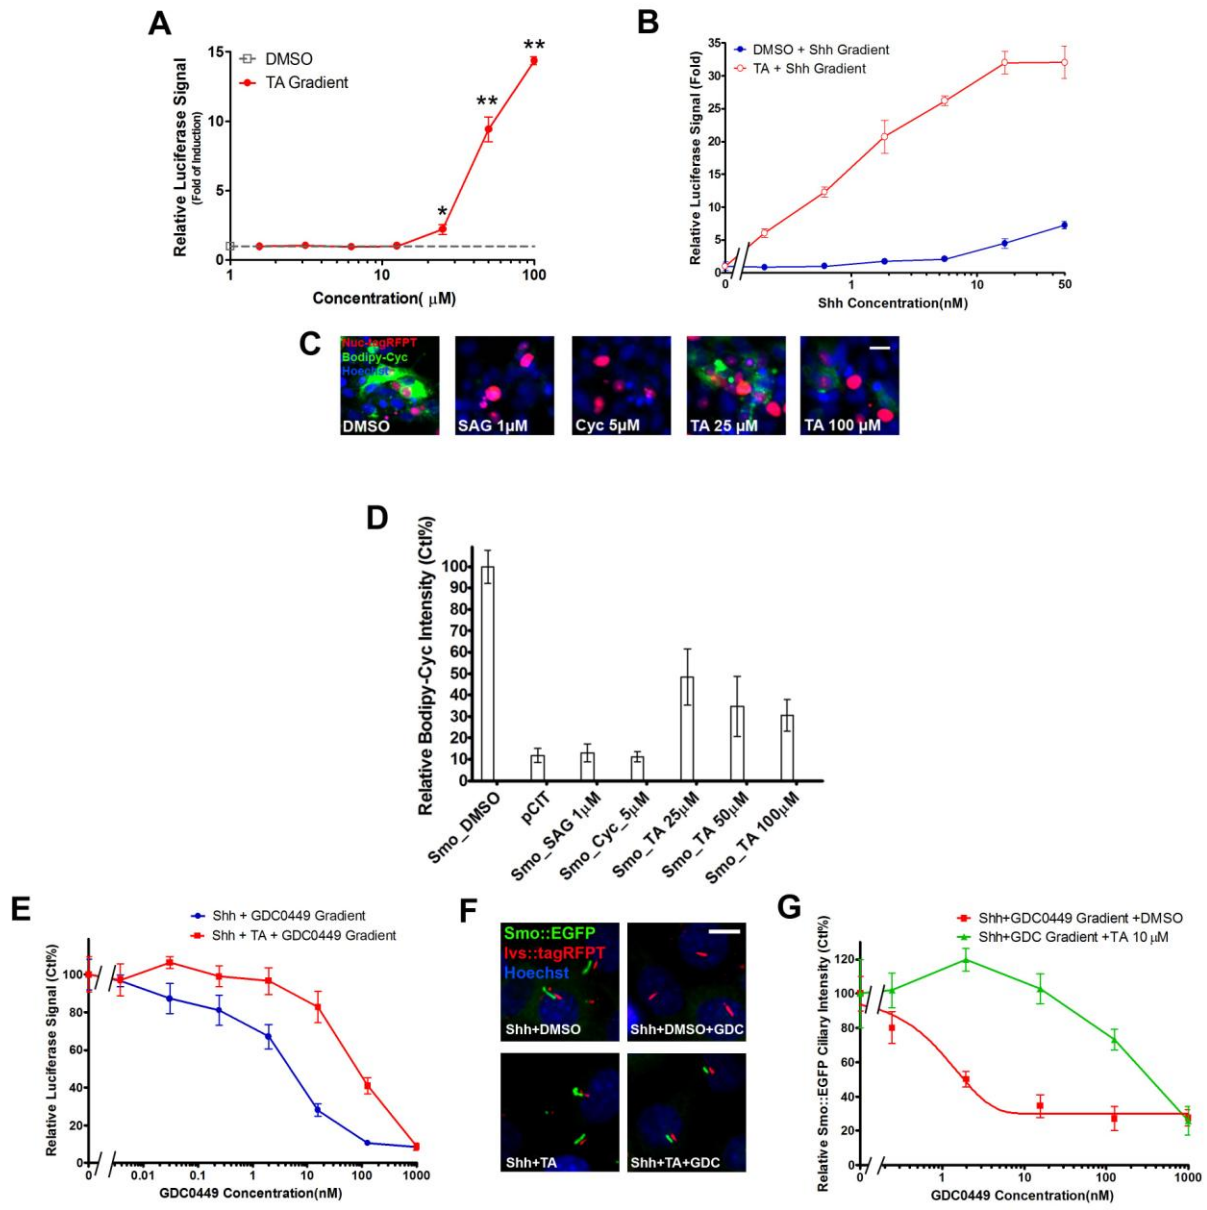 A
Relative Luciferase Signal
(Fold of Induction)
15
10
5
0
DMSO
TA Gradient
*
**
**
1
10
100
Concentration( μM)
B
Relative Luciferase Signal (Fold)
35
30
25
20
15
10
5
0
DMSO + Shh Gradient
TA + Shh Gradient
0
1
10
50
Shh Concentration(nM)
C
Nuc-tagRFPT
Bodipy-Cyc
Hoechst
DMSO
SAG 1μM
Cyc 5μM
TA 25 μM
TA 100 μM
D
Relative Bodipy-Cyc Intensity (Ctl%)
100
90
80
70
60
50
40
30
20
10
0
Smo_DMSO
pCIT
Smo_SAG 1μM
Smo_Cyc_5μM
Smo_TA 25μM
Smo_TA 50μM
Smo_TA 100μM
E
Relative Luciferase Signal (Ctl%)
Shh + GDC0449 Gradient
Shh + TA + GDC0449 Gradient
100
80
60
40
20
0
0
0.01
0.1
1
10
100
1000
GDC0449 Concentration(nM)
F
Smo::EGFP
Ivs::tagRFPT
Hoechst
Shh+DMSO
Shh+DMSO+GDC
Shh+TA
Shh+TA+GDC
G
Relative Smo::EGFP Ciliary Intensity (Ctl%)
Shh+GDC0449 Gradient +DMSO
Shh+GDC Gradient +TA 10 μM
120
100
80
60
40
20
0
0
1
10
100
1000
GDC0449 Concentration(nM)